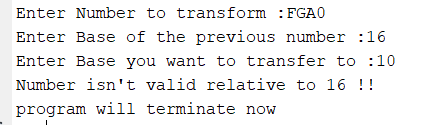 Enter Number to transform :FGA0
Enter Base of the previous number :16
Enter Base you want to transfer to :10
Number isn't valid relative to 16 !!
program will terminate now